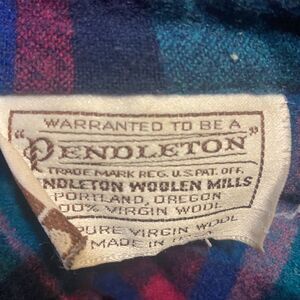 WARRANTED TO BE A
"PENDLETON"
TRADE MARK REG. U.S. PAT. OFF.
NDLETON WOOLEN MILLS
PORTLAND, OREGON
00% VIRGIN WOOL
PURE VIRGIN WOOL
MADE IN